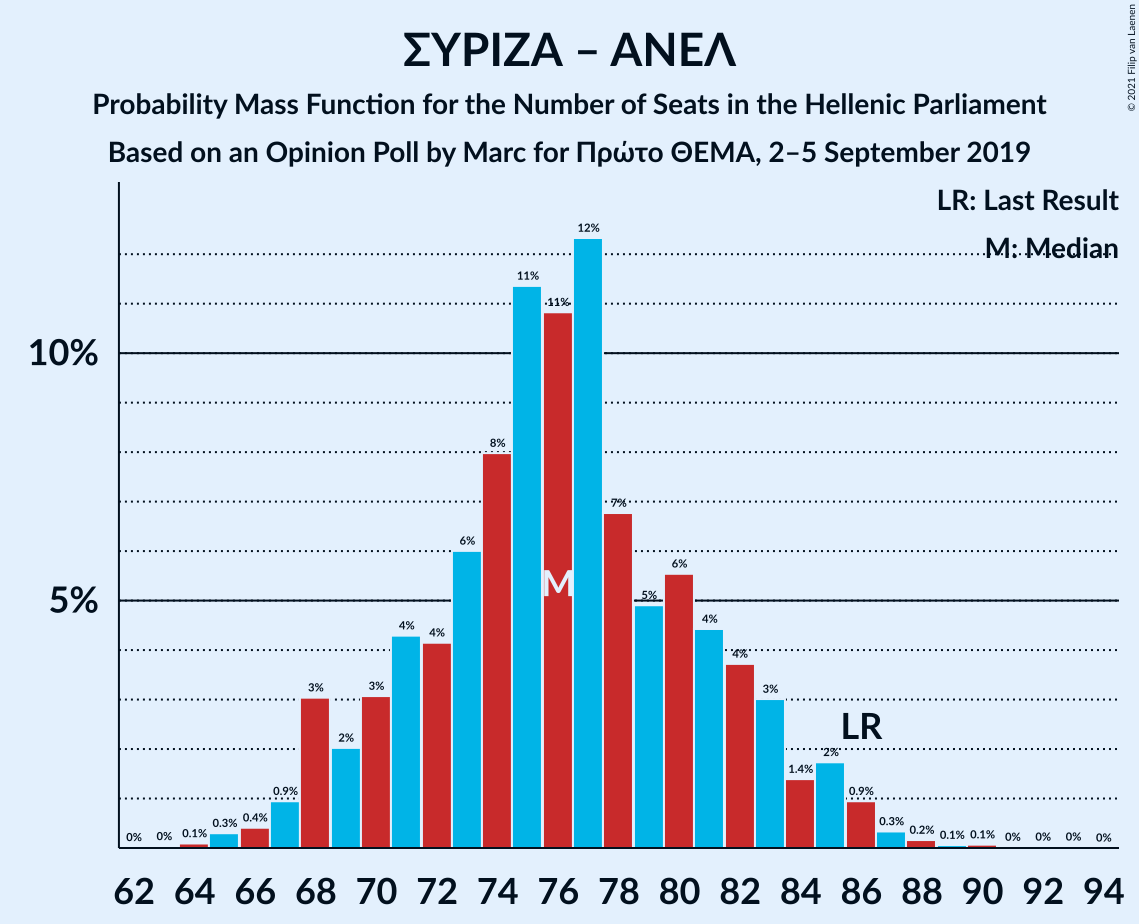 ΣΥΡΙΖΑ – ΑΝΕΛ
Probability Mass Function for the Number of Seats in the Hellenic Parliament
Based on an Opinion Poll by Marc for Πρώτο ΘΕΜΑ, 2–5 September 2019
© 2021 Filip van Laenen
LR: Last Result
M: Median
10%
5%
0% 0% 0.1% 0.3% 0.4% 0.9% 3% 2% 3% 4% 4% 6% 8% 11% 11% 12% 7% 5% 6% 4% 4% 3% 1.4% 2% 0.9% 0.3% 0.2% 0.1% 0.1% 0% 0% 0% 0%
M
LR
62 64 66 68 70 72 74 76 78 80 82 84 86 88 90 92 94